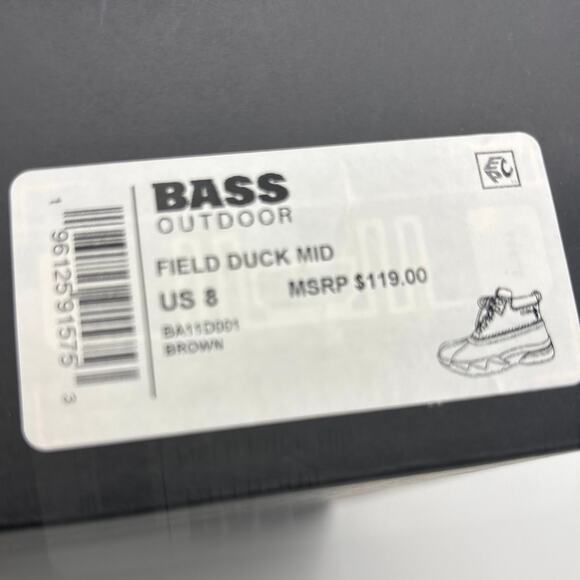 BASS
OUTDOOR
FIELD DUCK MID
US 8 MSRP $119.00
BA11D001
BROWN
1 96125 91575 3